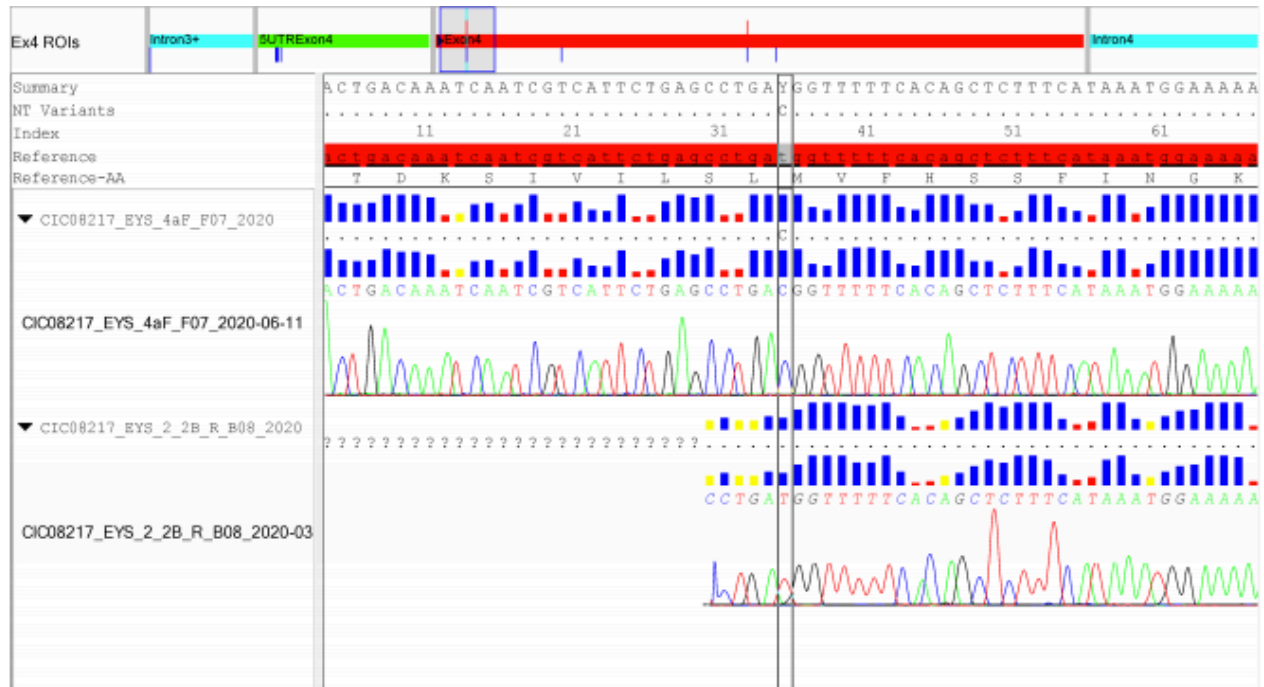 Ex4 ROIs Intron3+ 5UTRExon4 Exon4 Intron4
Summary ACTGACAAATCAATCGTCATTCTGAGCCTGAYGGTTTTTCACAGCTCTTTCATAAATGGAAAAA
NT Variants C
Index 11 21 31 41 51 61
Reference actgacaaatcaatcgtcattctgagcctgatggtttttcacagctctttcataaatggaaaaa
Reference-AA T D K S I V I L S L M V F H S S F I N G K
CIC08217_EYS_4aF_F07_2020
C
ACTGACAAATCAATCGTCATTCTGAGCCTGACGGTTTTTCACAGCTCTTTCATAAATGGAAAAA
CIC08217_EYS_4aF_F07_2020-06-11
CIC08217_EYS_2_2B_R_B08_2020
??????????????????????????
CCTGATGGTTTTTCACAGCTCTTTCATAAATGGAAAAA
CIC08217_EYS_2_2B_R_B08_2020-03